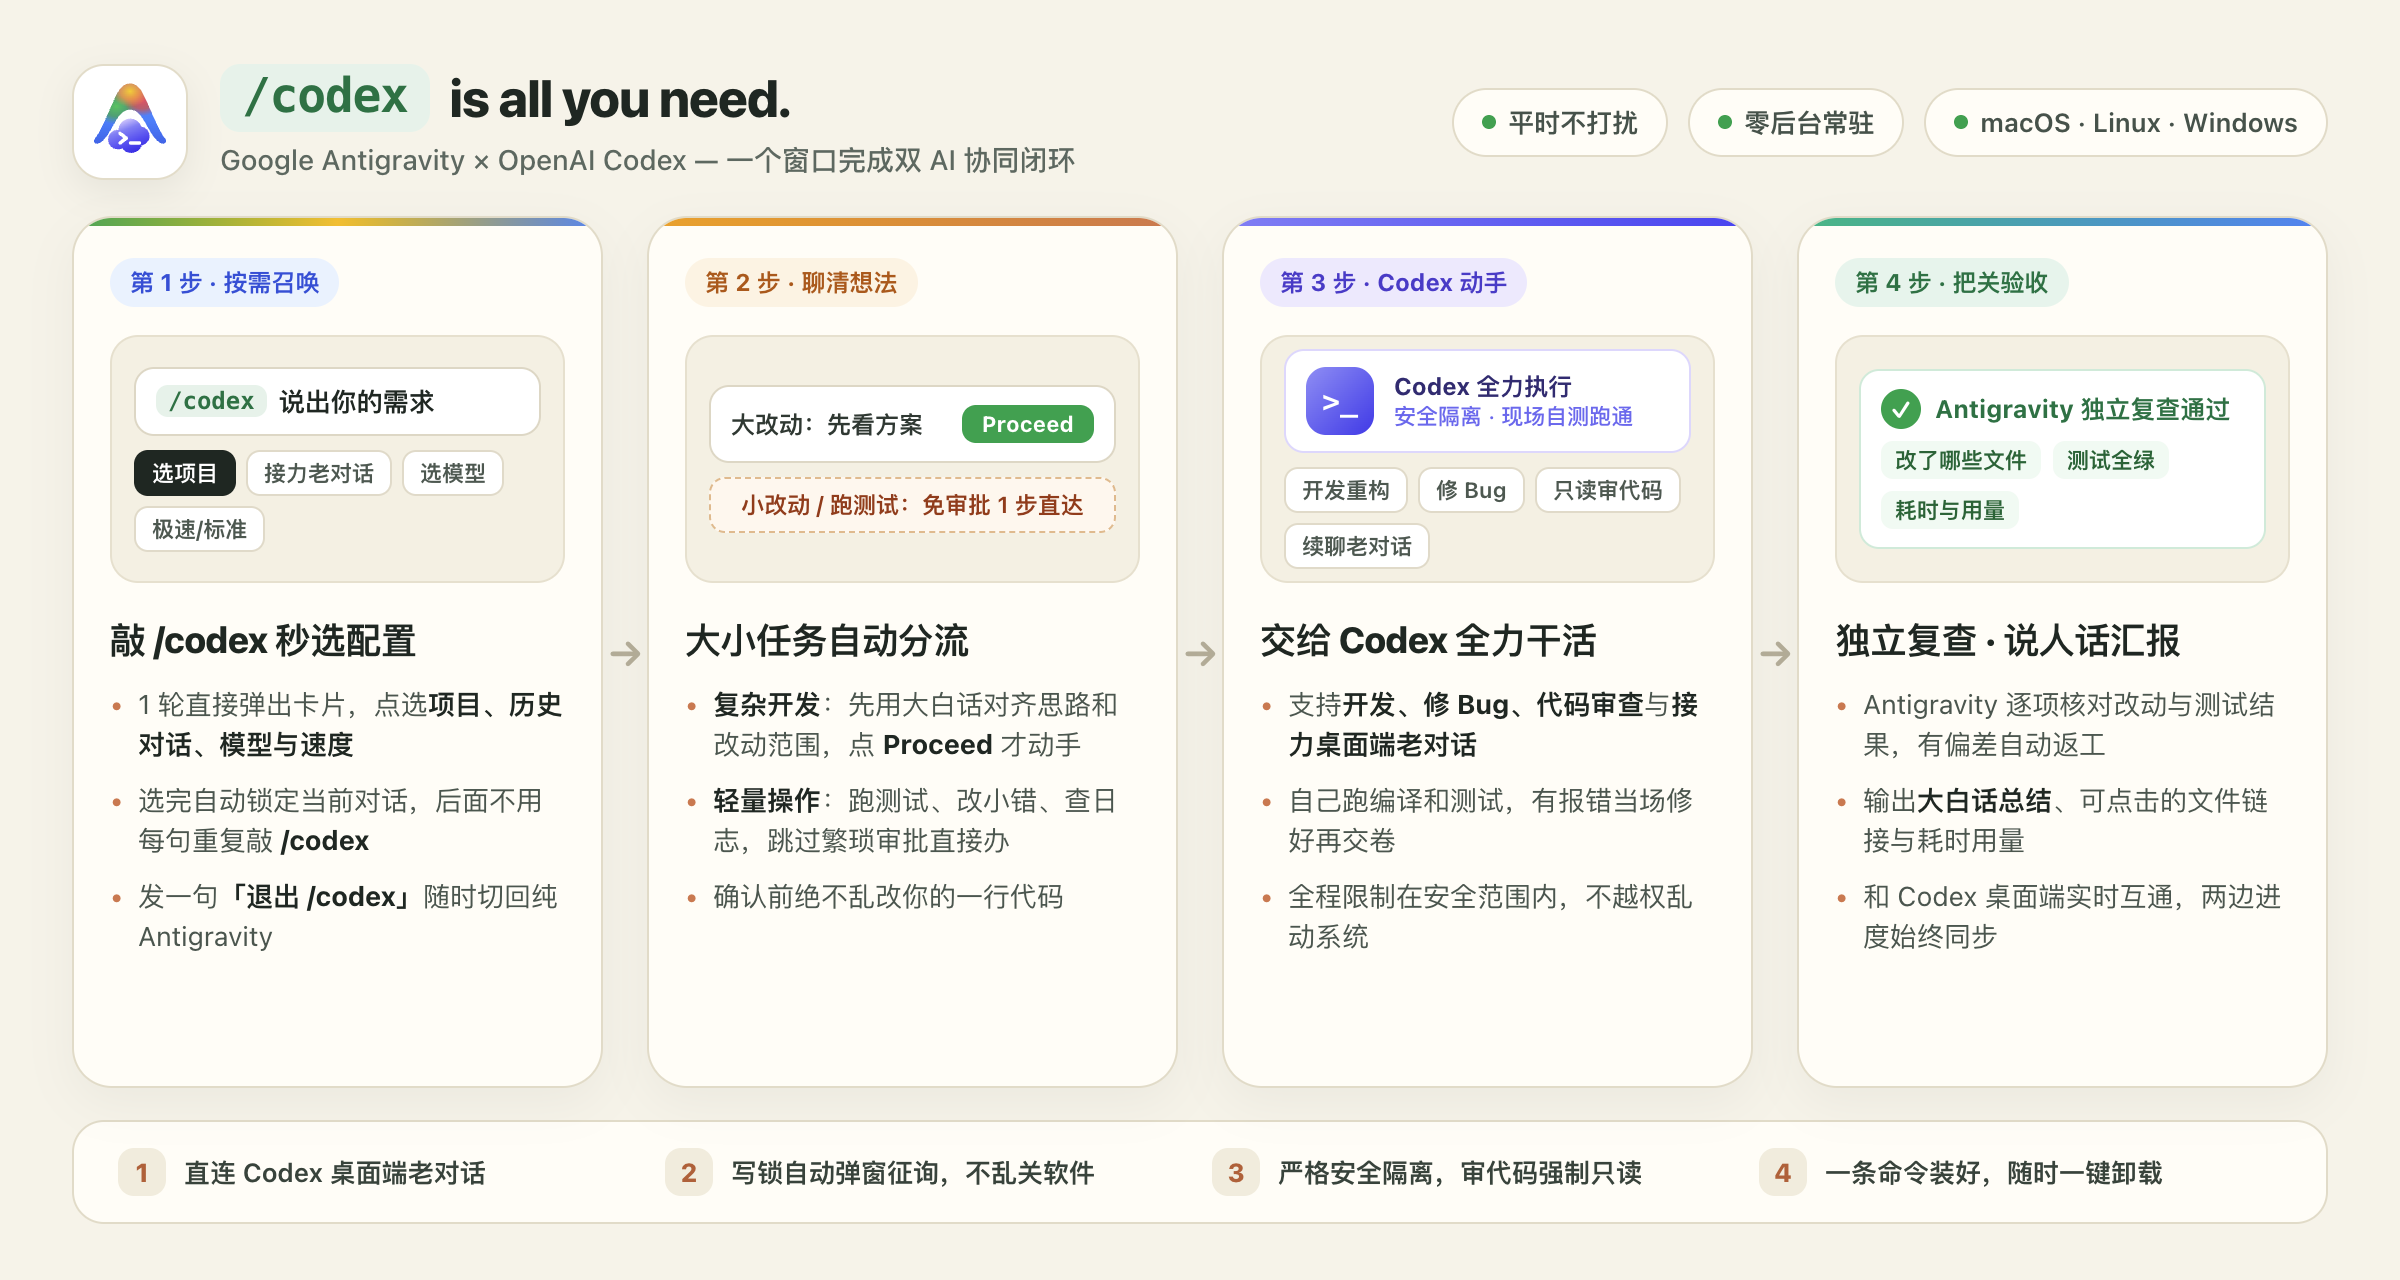 /codex is all you need.
Google Antigravity × OpenAI Codex — 一个窗口完成双 AI 协同闭环
平时不打扰
零后台常驻
macOS · Linux · Windows
第 1 步 · 按需召唤
/codex 说出你的需求
选项目 接力老对话 选模型
极速/标准
敲 /codex 秒选配置
• 1 轮直接弹出卡片，点选项目、历史
对话、模型与速度
• 选完自动锁定当前对话，后面不用
每句重复敲 /codex
• 发一句「退出 /codex」随时切回纯
Antigravity
第 2 步 · 聊清想法
大改动：先看方案 Proceed
小改动 / 跑测试：免审批 1 步直达
大小任务自动分流
• 复杂开发：先用大白话对齐思路和
改动范围，点 Proceed 才动手
• 轻量操作：跑测试、改小错、查日
志，跳过繁琐审批直接办
• 确认前绝不乱改你的一行代码
第 3 步 · Codex 动手
>_
Codex 全力执行
安全隔离 · 现场自测跑通
开发重构 修 Bug 只读审代码
续聊老对话
交给 Codex 全力干活
• 支持开发、修 Bug、代码审查与接
力桌面端老对话
• 自己跑编译和测试，有报错当场修
好再交卷
• 全程限制在安全范围内，不越权乱
动系统
第 4 步 · 把关验收
Antigravity 独立复查通过
改了哪些文件 测试全绿
耗时与用量
独立复查 · 说人话汇报
• Antigravity 逐项核对改动与测试结
果，有偏差自动返工
• 输出大白话总结、可点击的文件链
接与耗时用量
• 和 Codex 桌面端实时互通，两边进
度始终同步
1 直连 Codex 桌面端老对话
2 写锁自动弹窗征询，不乱关软件
3 严格安全隔离，审代码强制只读
4 一条命令装好，随时一键卸载